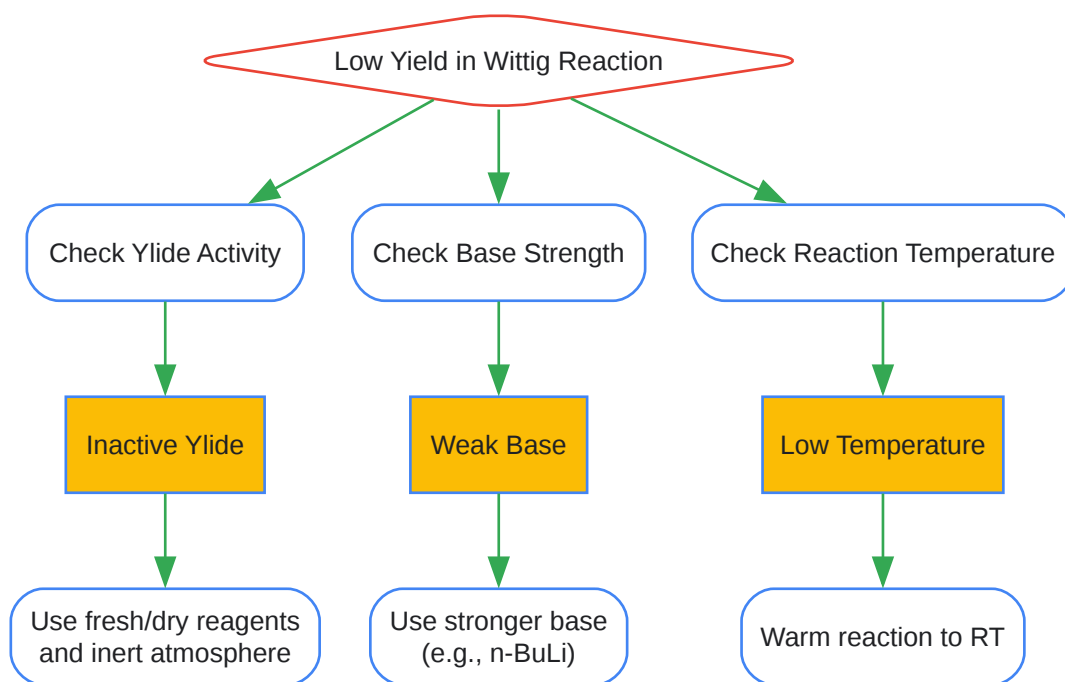 Low Yield in Wittig Reaction
Check Ylide Activity
Check Base Strength
Check Reaction Temperature
Inactive Ylide
Weak Base
Low Temperature
Use fresh/dry reagents
and inert atmosphere
Use stronger base
(e.g., n-BuLi)
Warm reaction to RT